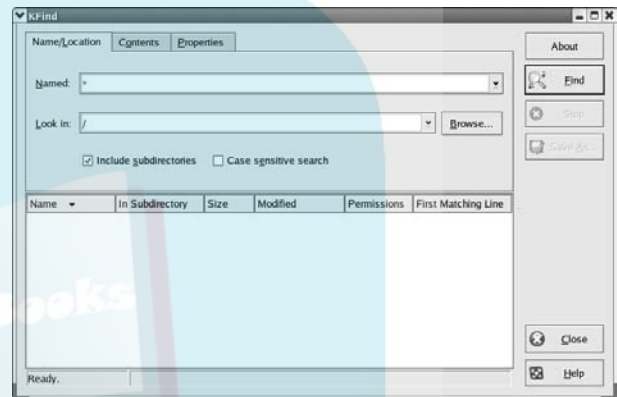 KFind
Name/Location Contents Properties
About
Named: *
Find
Look in: / Browse...
Stop
Save As...
Include subdirectories Case sensitive search
Name In Subdirectory Size Modified Permissions First Matching Line
Books
Close
Ready.
Help